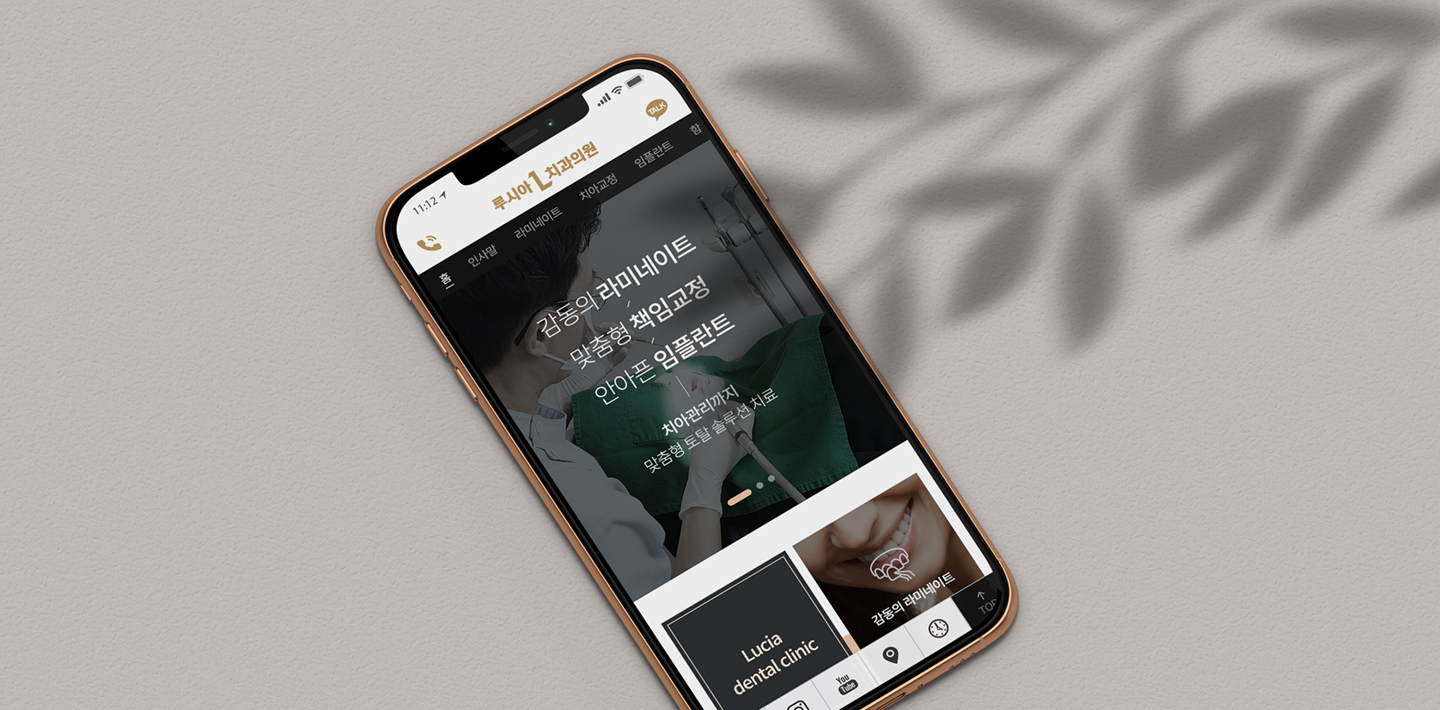 11:12
TALK
루시아 L 치과의원
홈 인사말 라미네이트 치아교정 임플란트 함
감동의 라미네이트
맞춤형 책임교정
안아픈 임플란트
치아관리까지
맞춤형 토탈 솔루션 치료
감동의 라미네이트
TOP
Lucia
dental clinic
You
Tube